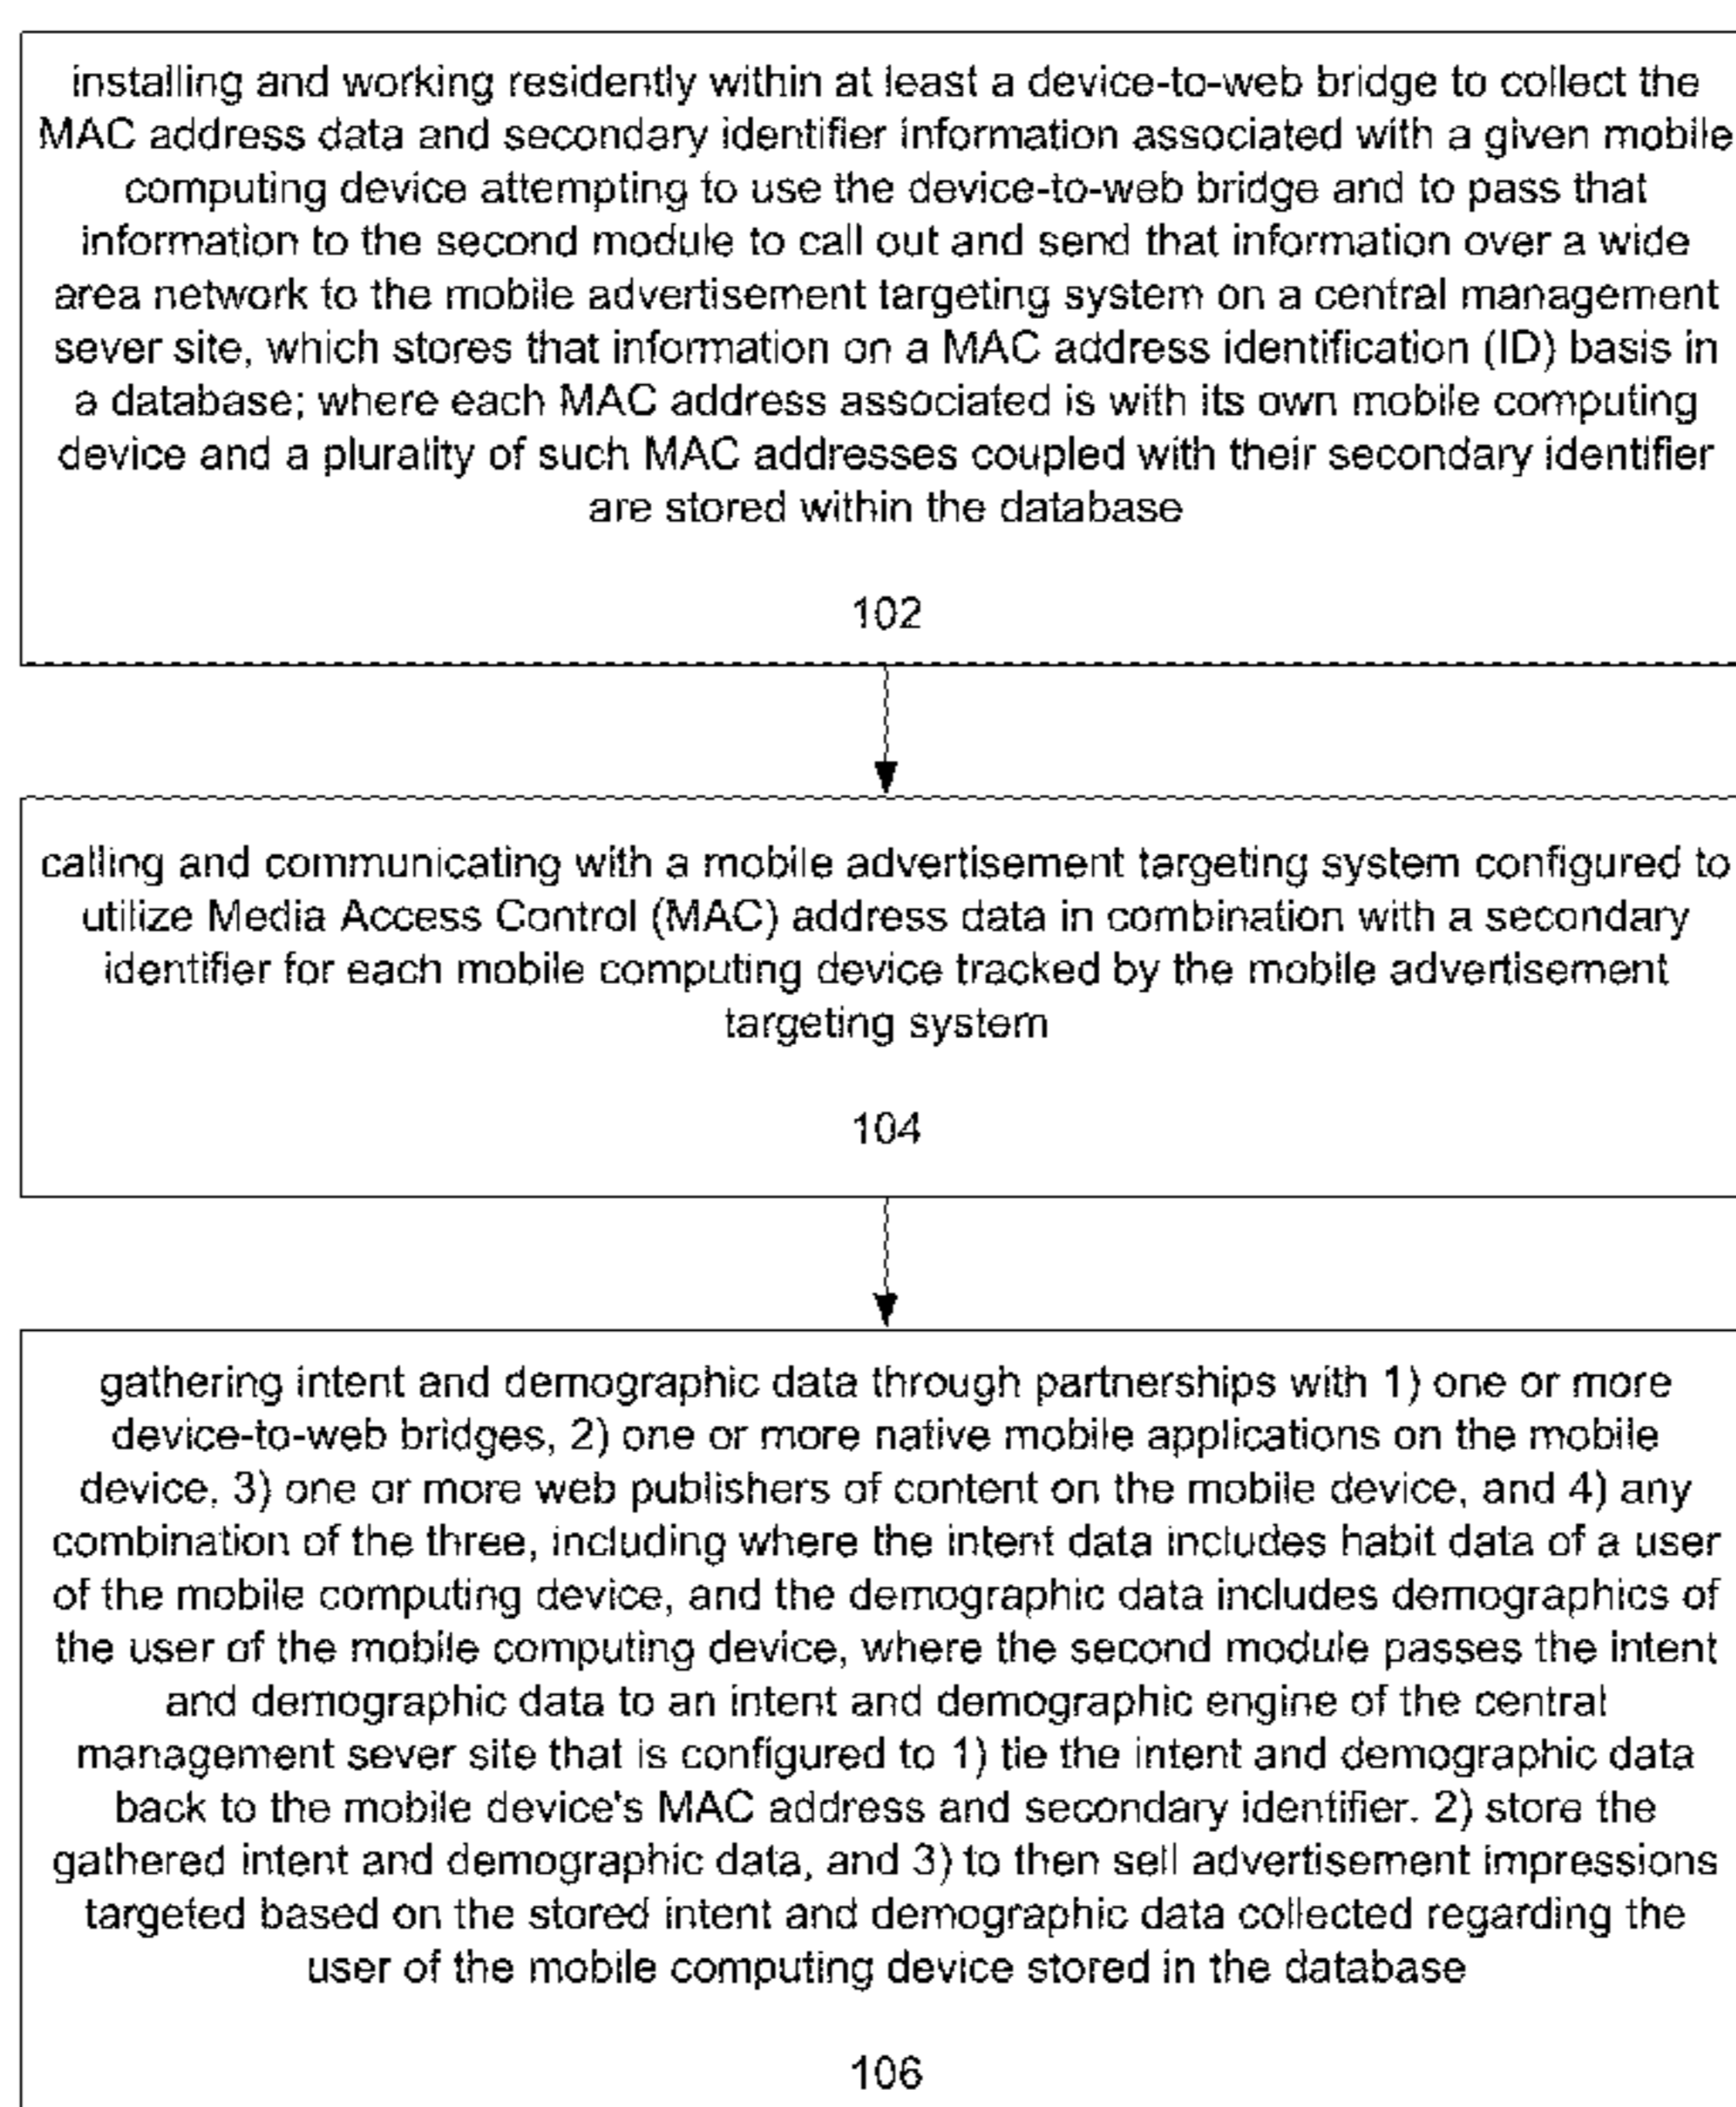 installing and working residently within at least a device-to-web bridge to collect the
MAC address data and secondary identifier information associated with a given mobile
computing device attempting to use the device-to-web bridge and to pass that
information to the second module to call out and send that information over a wide
area network to the mobile advertisement targeting system on a central management
sever site, which stores that information on a MAC address identification (ID) basis in
a database; where each MAC address associated is with its own mobile computing
device and a plurality of such MAC addresses coupled with their secondary identifier
are stored within the database
102
calling and communicating with a mobile advertisement targeting system configured to
utilize Media Access Control (MAC) address data in combination with a secondary
identifier for each mobile computing device tracked by the mobile advertisement
targeting system
104
gathering intent and demographic data through partnerships with 1) one or more
device-to-web bridges, 2) one or more native mobile applications on the mobile
device, 3) one or more web publishers of content on the mobile device, and 4) any
combination of the three, including where the intent data includes habit data of a user
of the mobile computing device, and the demographic data includes demographics of
the user of the mobile computing device, where the second module passes the intent
and demographic data to an intent and demographic engine of the central
management sever site that is configured to 1) tie the intent and demographic data
back to the mobile device's MAC address and secondary identifier. 2) store the
gathered intent and demographic data, and 3) to then sell advertisement impressions
targeted based on the stored intent and demographic data collected regarding the
user of the mobile computing device stored in the database
106